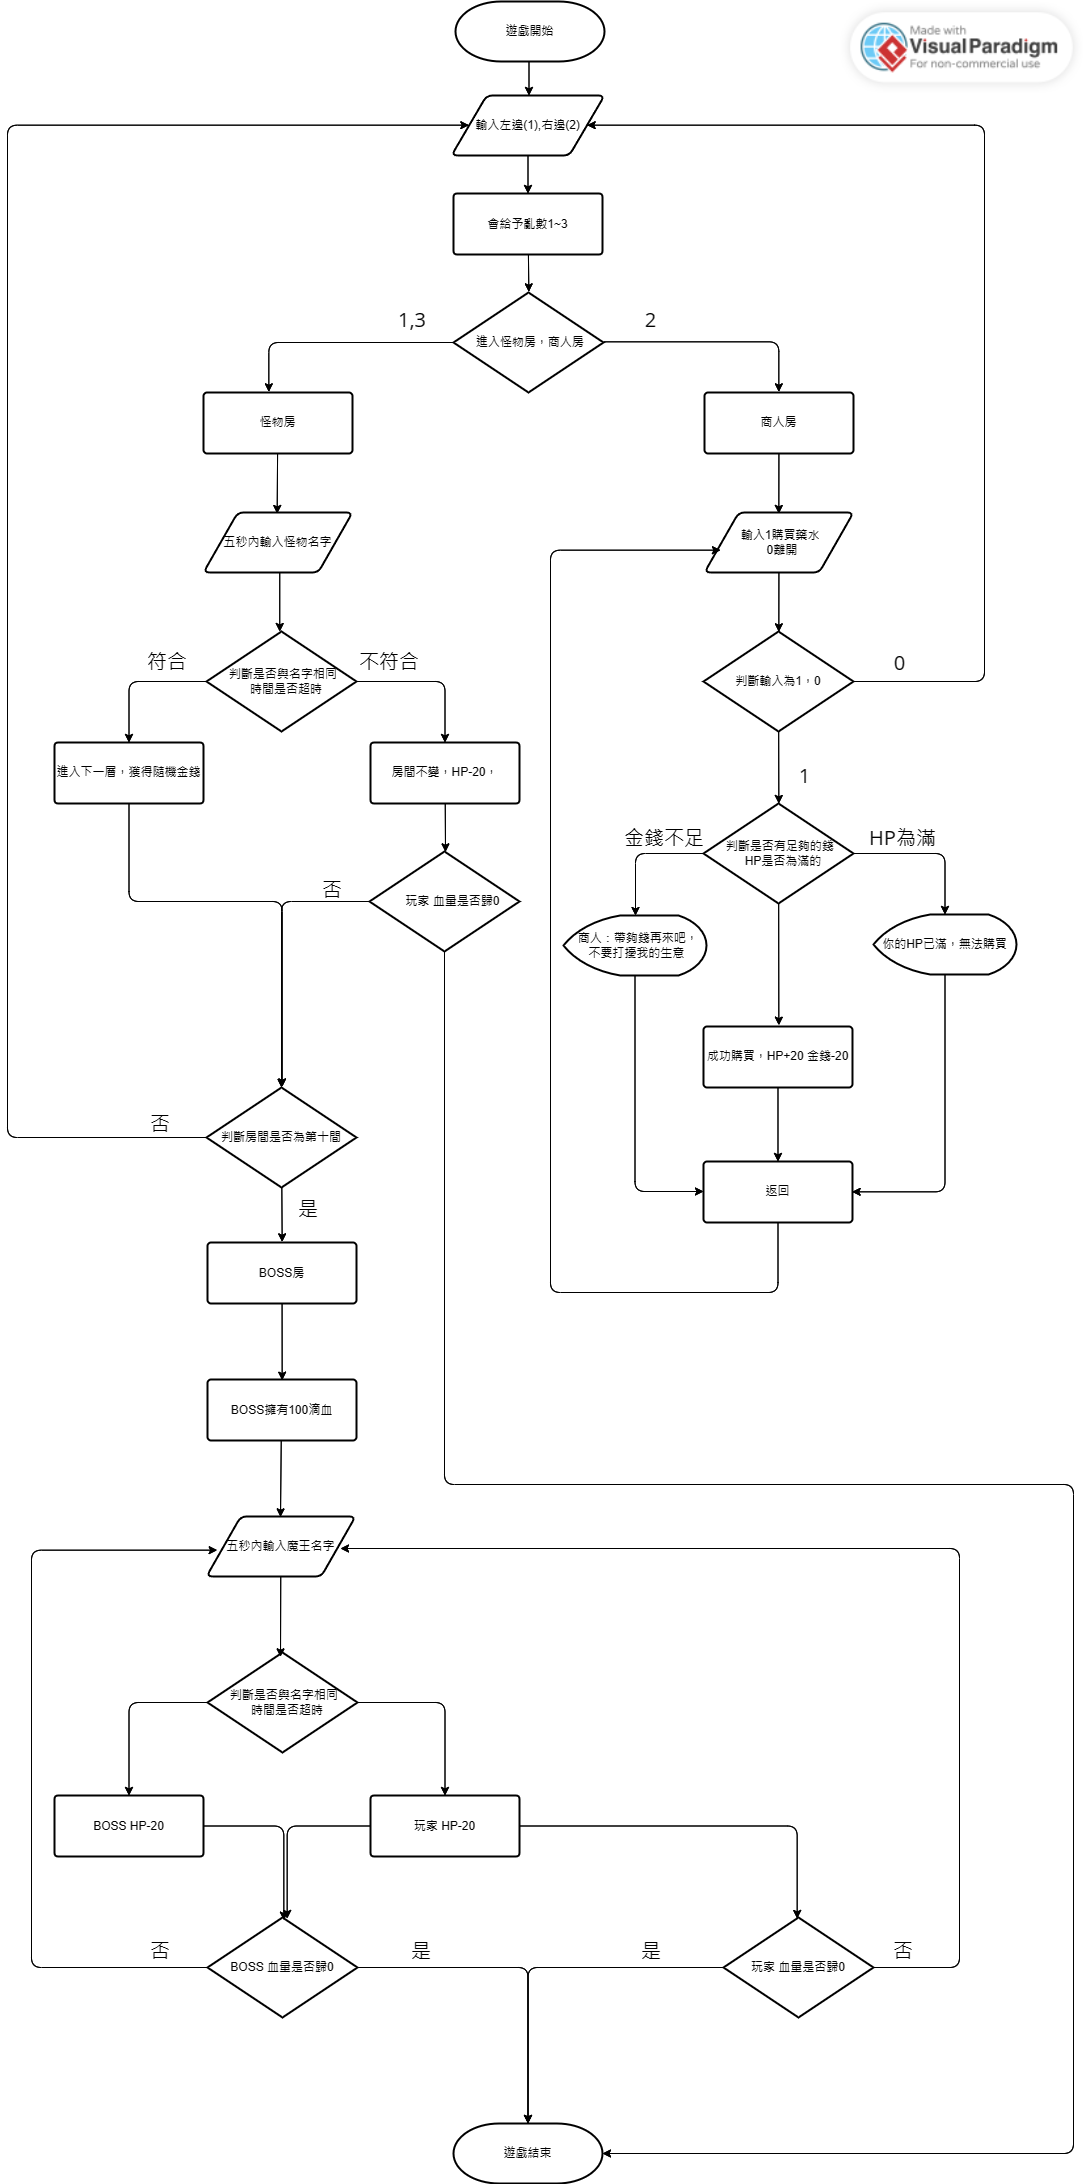 遊戲開始
Made with
Visual Paradigm
For non-commercial use
輸入左邊(1),右邊(2)
會給予亂數1~3
1,3
2
進入怪物房，商人房
怪物房
商人房
五秒內輸入怪物名字
輸入1購買藥水
0離開
符合
不符合
判斷是否與名字相同
時間是否超時
判斷輸入為1，0
0
進入下一層，獲得隨機金錢
房間不變，HP-20，
1
金錢不足
HP為滿
判斷是否有足夠的錢
HP是否為滿的
否
玩家 血量是否歸0
商人：帶夠錢再來吧，
不要打擾我的生意
你的HP已滿，無法購買
成功購買，HP+20 金錢-20
否
判斷房間是否為第十間
返回
是
BOSS房
BOSS擁有100滴血
五秒內輸入魔王名字
判斷是否與名字相同
時間是否超時
BOSS HP-20
玩家 HP-20
否
是
是
否
BOSS 血量是否歸0
玩家 血量是否歸0
遊戲結束